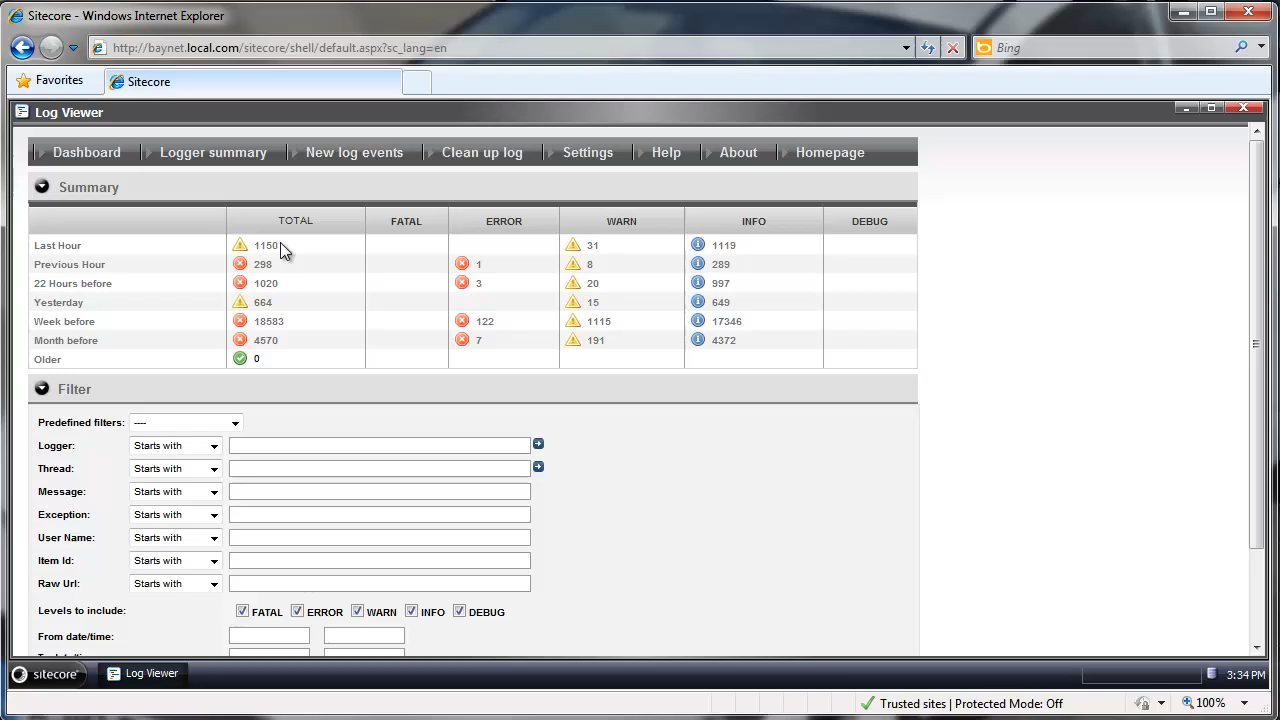 Sitecore - Windows Internet Explorer
http://baynet.local.com/sitecore/shell/default.aspx?sc_lang=en
Bing
Favorites
Sitecore
Log Viewer
Dashboard Logger summary New log events Clean up log Settings Help About Homepage
Summary
TOTAL FATAL ERROR WARN INFO DEBUG
Last Hour 1150 31 1119
Previous Hour 298 1 8 289
22 Hours before 1020 3 20 997
Yesterday 664 15 649
Week before 18583 122 1115 17346
Month before 4570 7 191 4372
Older 0
Filter
Predefined filters: ----
Logger: Starts with
Thread: Starts with
Message: Starts with
Exception: Starts with
User Name: Starts with
Item Id: Starts with
Raw Url: Starts with
Levels to include: FATAL ERROR WARN INFO DEBUG
From date/time:
sitecore Log Viewer 3:34 PM
Trusted sites | Protected Mode: Off 100%